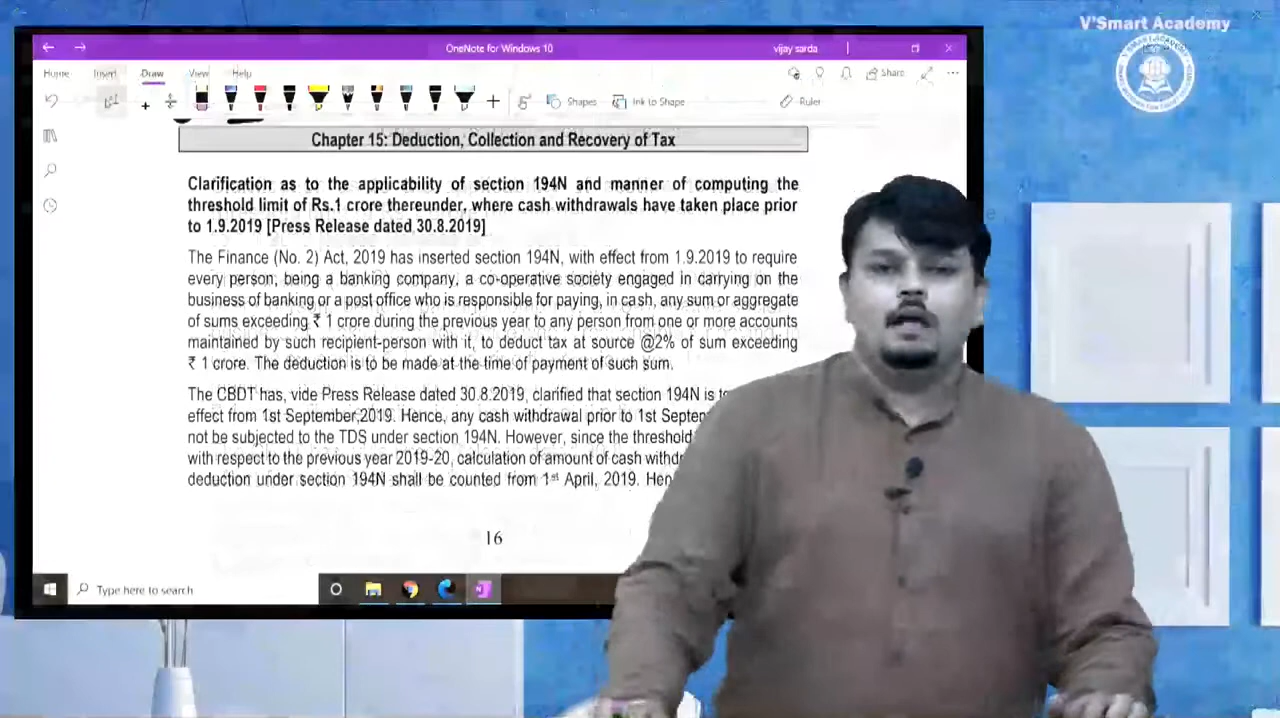 V'Smart Academy
OneNote for Windows 10
vijay sarda
Home Insert Draw View Help
Share
Shapes
Ink to Shape
Ruler
Chapter 15: Deduction, Collection and Recovery of Tax
Clarification as to the applicability of section 194N and manner of computing the
threshold limit of Rs.1 crore thereunder, where cash withdrawals have taken place prior
to 1.9.2019 [Press Release dated 30.8.2019]
The Finance (No. 2) Act, 2019 has inserted section 194N, with effect from 1.9.2019 to require
every person, being a banking company, a co-operative society engaged in carrying on the
business of banking or a post office who is responsible for paying, in cash, any sum or aggregate
of sums exceeding ₹ 1 crore during the previous year to any person from one or more accounts
maintained by such recipient-person with it, to deduct tax at source @2% of sum exceeding
₹ 1 crore. The deduction is to be made at the time of payment of such sum.
The CBDT has, vide Press Release dated 30.8.2019, clarified that section 194N is
effect from 1st September,2019. Hence, any cash withdrawal prior to 1st
not be subjected to the TDS under section 194N. However, since the threshold
with respect to the previous year 2019-20, calculation of amount of cash
deduction under section 194N shall be counted from 1st April, 2019.
16
Type here to search